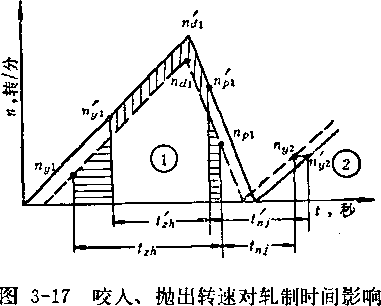 n,转/分
n'd1
nd1
n'y1
n'p1
ny1
np1
ny2
n'y2
①
②
t'zh
t'nj
t,秒
tzh
tnj
图 3-17 咬人、抛出转速对轧制时间影响